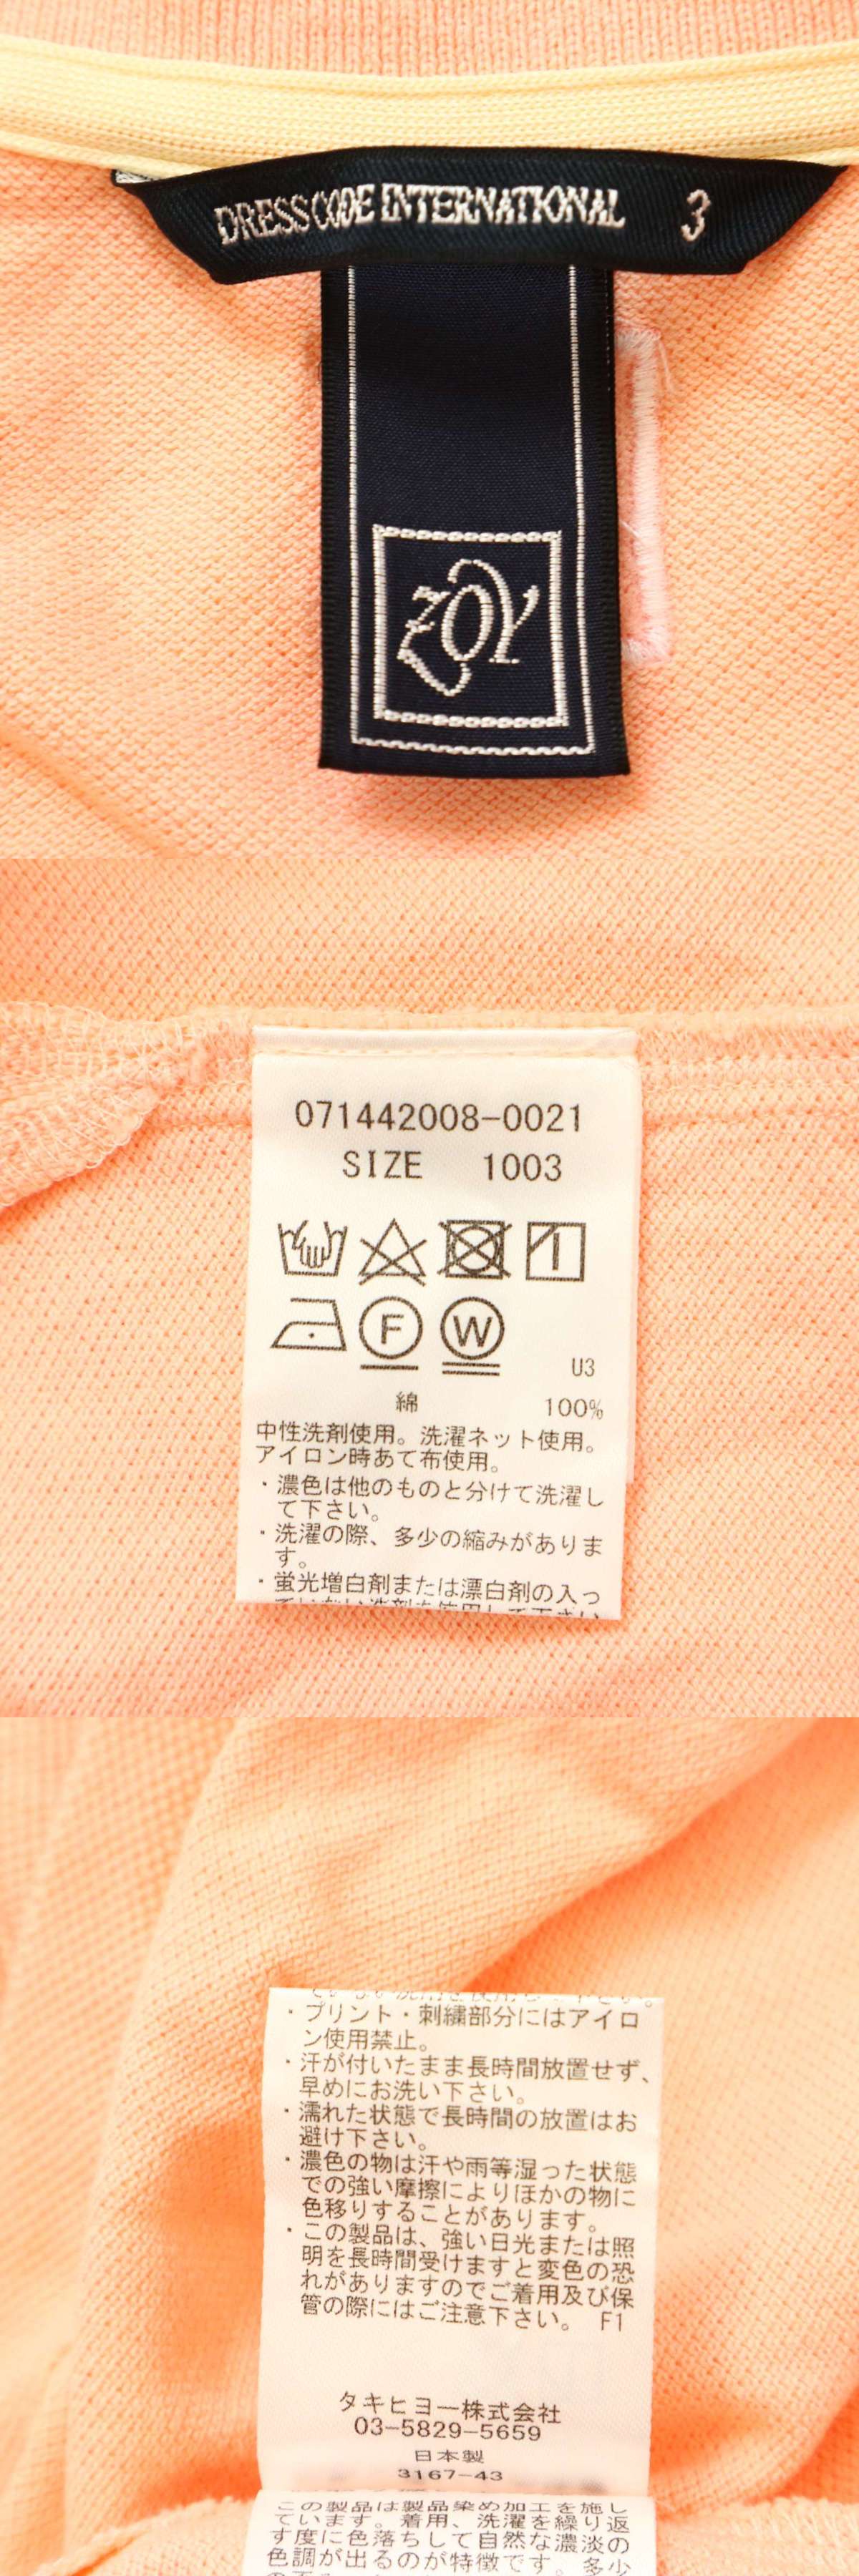 DRESS CODE INTERNATIONAL 3
ZOY
071442008-0021
SIZE 1003
F W
U3
綿 100%
中性洗剤使用。洗濯ネット使用。
アイロン時あて布使用。
・濃色は他のものと分けて洗濯し
て下さい。
・洗濯の際、多少の縮みがありま
す。
・蛍光増白剤または漂白剤の入っ
ていない洗剤を使用して下さい
・プリント・刺繍部分にはアイロ
ン使用禁止。
・汗が付いたまま長時間放置せず、
早めにお洗い下さい。
・濡れた状態で長時間の放置はお
避け下さい。
・濃色の物は汗や雨等湿った状態
での強い摩擦によりほかの物に
色移りすることがあります。
・この製品は、強い日光または照
明を長時間受けますと変色の恐
れがありますのでご着用及び保
管の際にはご注意下さい。 F1
タキヒヨー株式会社
03-5829-5659
日本製
3167-43
この製品は製品染め加工を施し
ています。着用、洗濯を繰り返
す度に色落ちして自然な濃淡の
色調が出るのが特徴です。多少